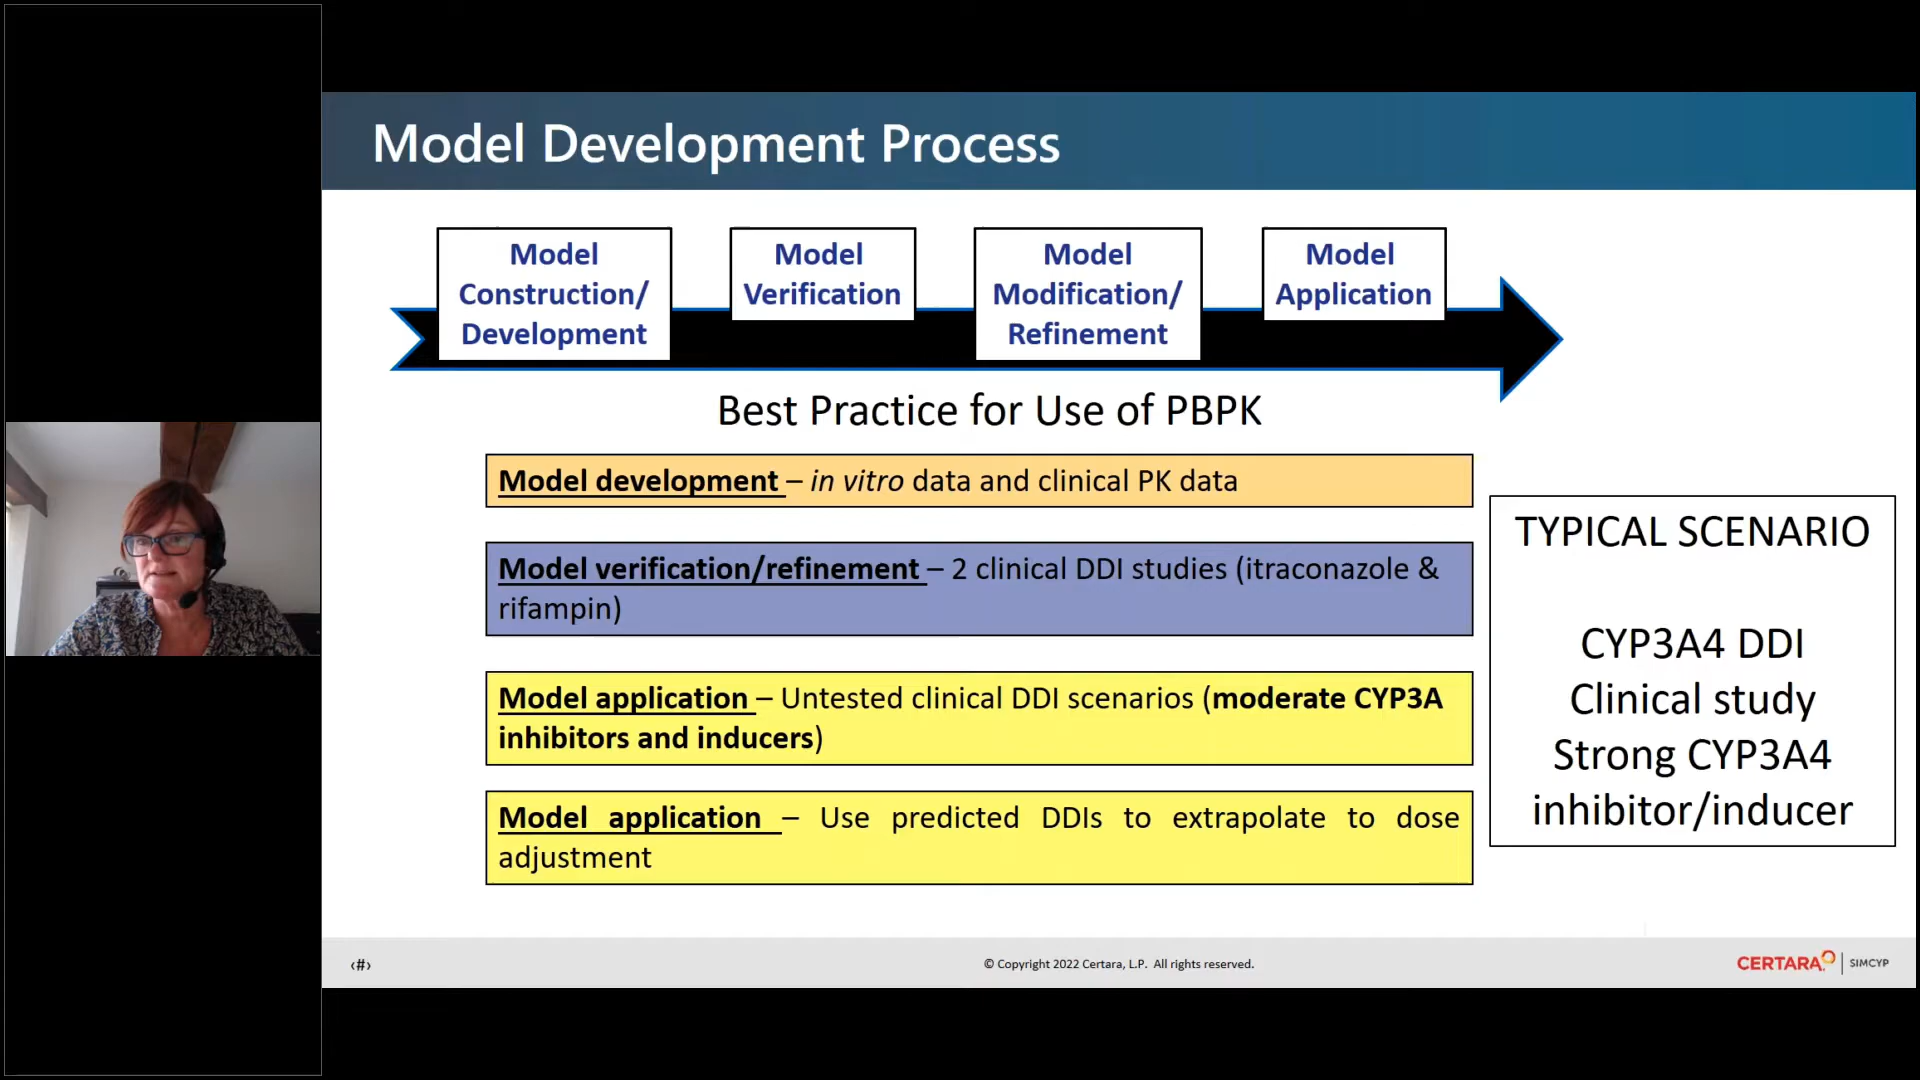 Model Development Process
Model
Construction/
Development
Model
Verification
Model
Modification/
Refinement
Model
Application
Best Practice for Use of PBPK
Model development – in vitro data and clinical PK data
Model verification/refinement – 2 clinical DDI studies (itraconazole &
rifampin)
Model application – Untested clinical DDI scenarios (moderate CYP3A
inhibitors and inducers)
Model application – Use predicted DDIs to extrapolate to dose
adjustment
TYPICAL SCENARIO
CYP3A4 DDI
Clinical study
Strong CYP3A4
inhibitor/inducer
‹#›
© Copyright 2022 Certara, L.P. All rights reserved.
CERTARA | SIMCYP